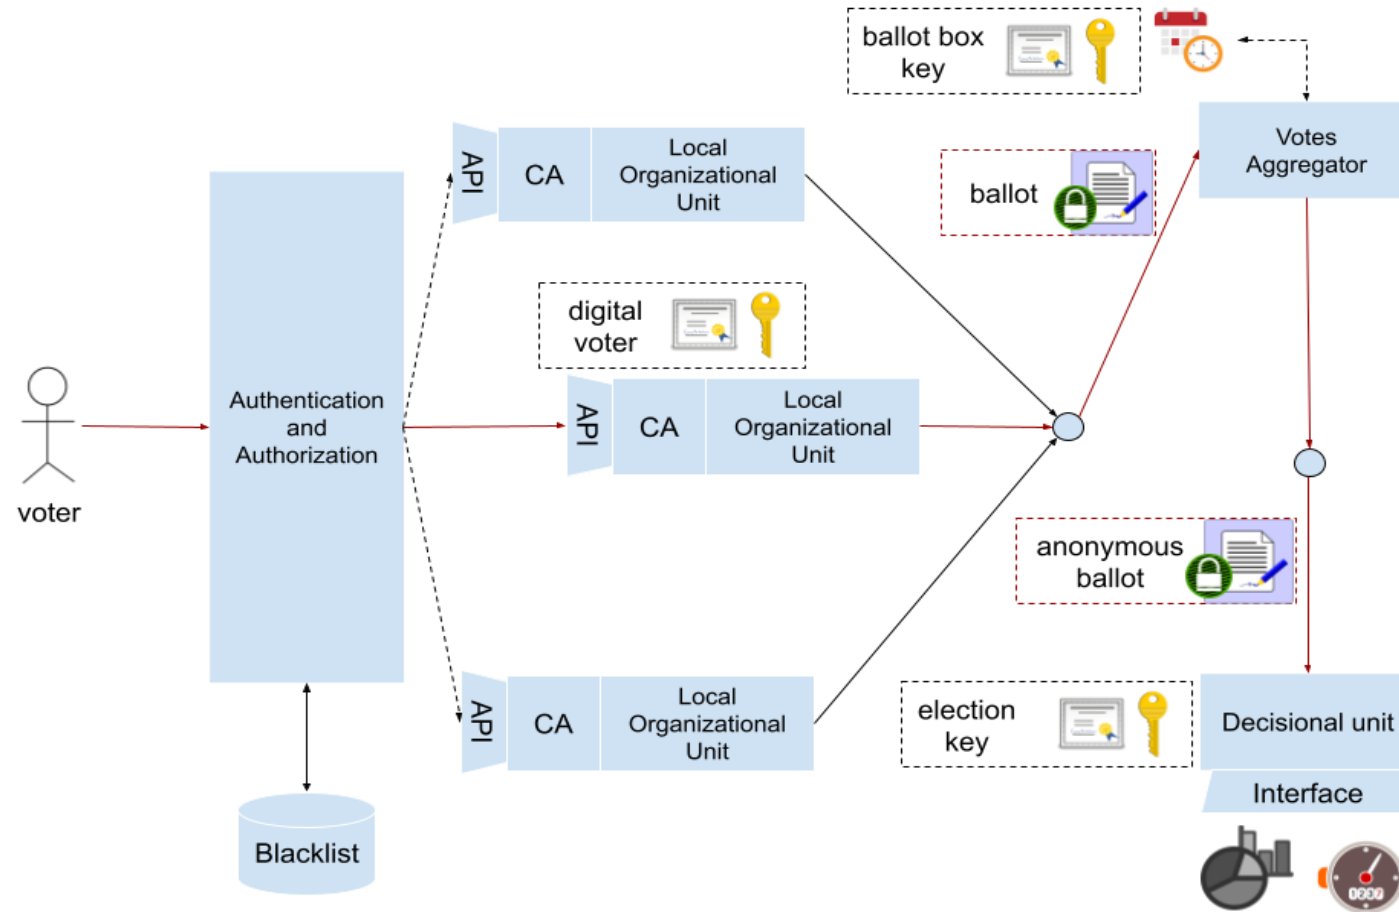 ballot box
key
Votes
Aggregator
API
CA
Local
Organizational
Unit
ballot
digital
voter
Authentication
and
Authorization
API
CA
Local
Organizational
Unit
voter
anonymous
ballot
API
CA
Local
Organizational
Unit
election
key
Decisional unit
Interface
Blacklist